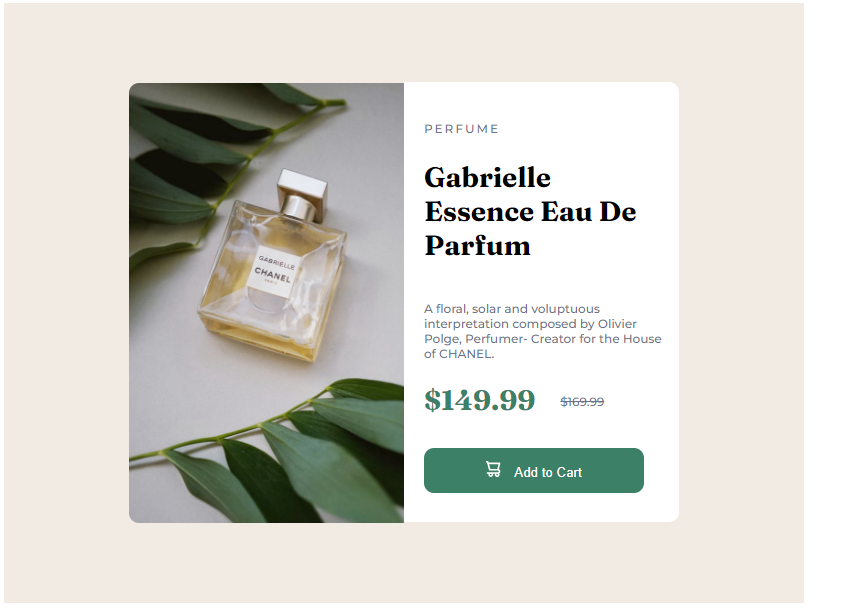 PERFUME
Gabrielle
Essence Eau De
Parfum
A floral, solar and voluptuous
interpretation composed by Olivier
Polge, Perfumer- Creator for the House
of CHANEL.
$149.99 $169.99
Add to Cart
GABRIELLE
CHANEL